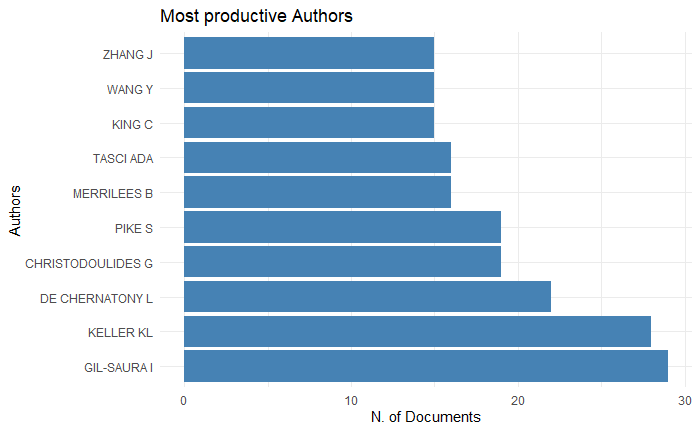 Most productive Authors
ZHANG J
WANG Y
KING C
TASCI ADA
MERRILEES B
PIKE S
CHRISTODOULIDES G
DE CHERNATONY L
KELLER KL
GIL-SAURA I
Authors
0 10 20 30
N. of Documents